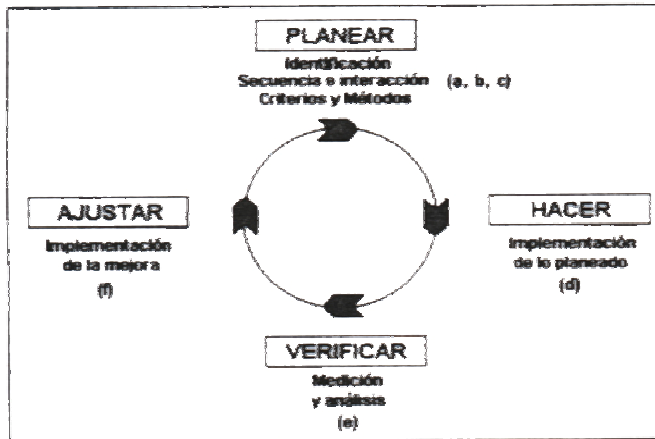 PLANEAR
Identificación
Secuencia e interacción (a, b, c)
Criterios y Métodos
AJUSTAR
Implementación
de la mejora
(f)
HACER
Implementación
de lo planeado
(d)
VERIFICAR
Medición
y análisis
(e)